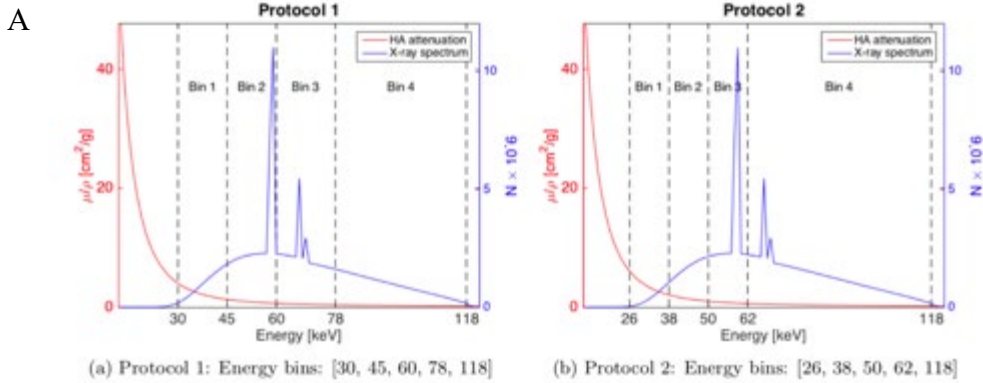 A
Protocol 1
HA attenuation
X-ray spectrum
Bin 1
Bin 2
Bin 3
Bin 4
40
20
0
μ/ρ [cm²/g]
10
5
0
N × 10^6
30
45
60
78
118
Energy [keV]
(a) Protocol 1: Energy bins: [30, 45, 60, 78, 118]
Protocol 2
HA attenuation
X-ray spectrum
Bin 1
Bin 2
Bin 3
Bin 4
40
20
0
μ/ρ [cm²/g]
10
5
0
N × 10^6
26
38
50
62
118
Energy [keV]
(b) Protocol 2: Energy bins: [26, 38, 50, 62, 118]